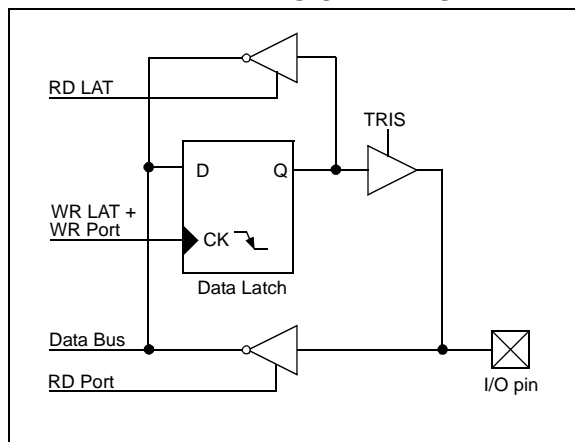 RD LAT
TRIS
D Q
WR LAT +
WR Port
CK
Data Latch
Data Bus
RD Port
I/O pin